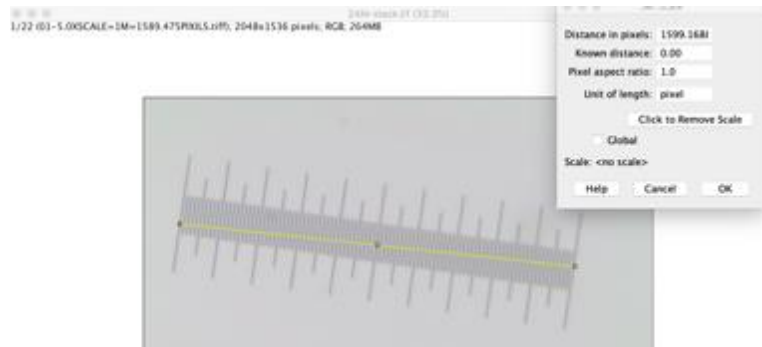 1/22 (01-5.0XSCALE-1M=1589.475PIXILS.tiff); 2048x1536 pixels; RGB; 264MB
Distance in pixels: 1599.168
Known distance: 0.00
Pixel aspect ratio: 1.0
Unit of length: pixel
Click to Remove Scale
Global
Scale: <no scale>
Help Cancel OK